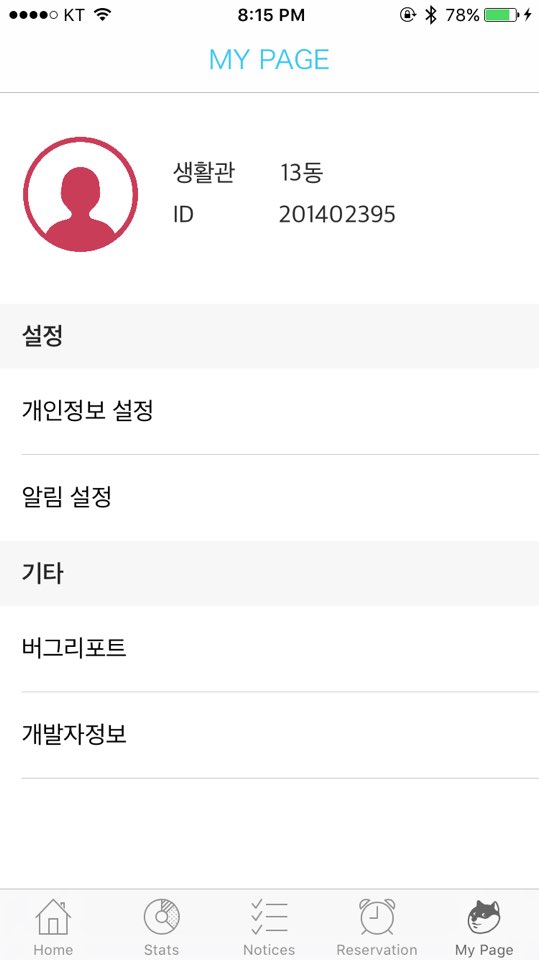 KT 8:15 PM 78%
MY PAGE
생활관 13동
ID 201402395
설정
개인정보 설정
알림 설정
기타
버그리포트
개발자정보
Home Stats Notices Reservation My Page